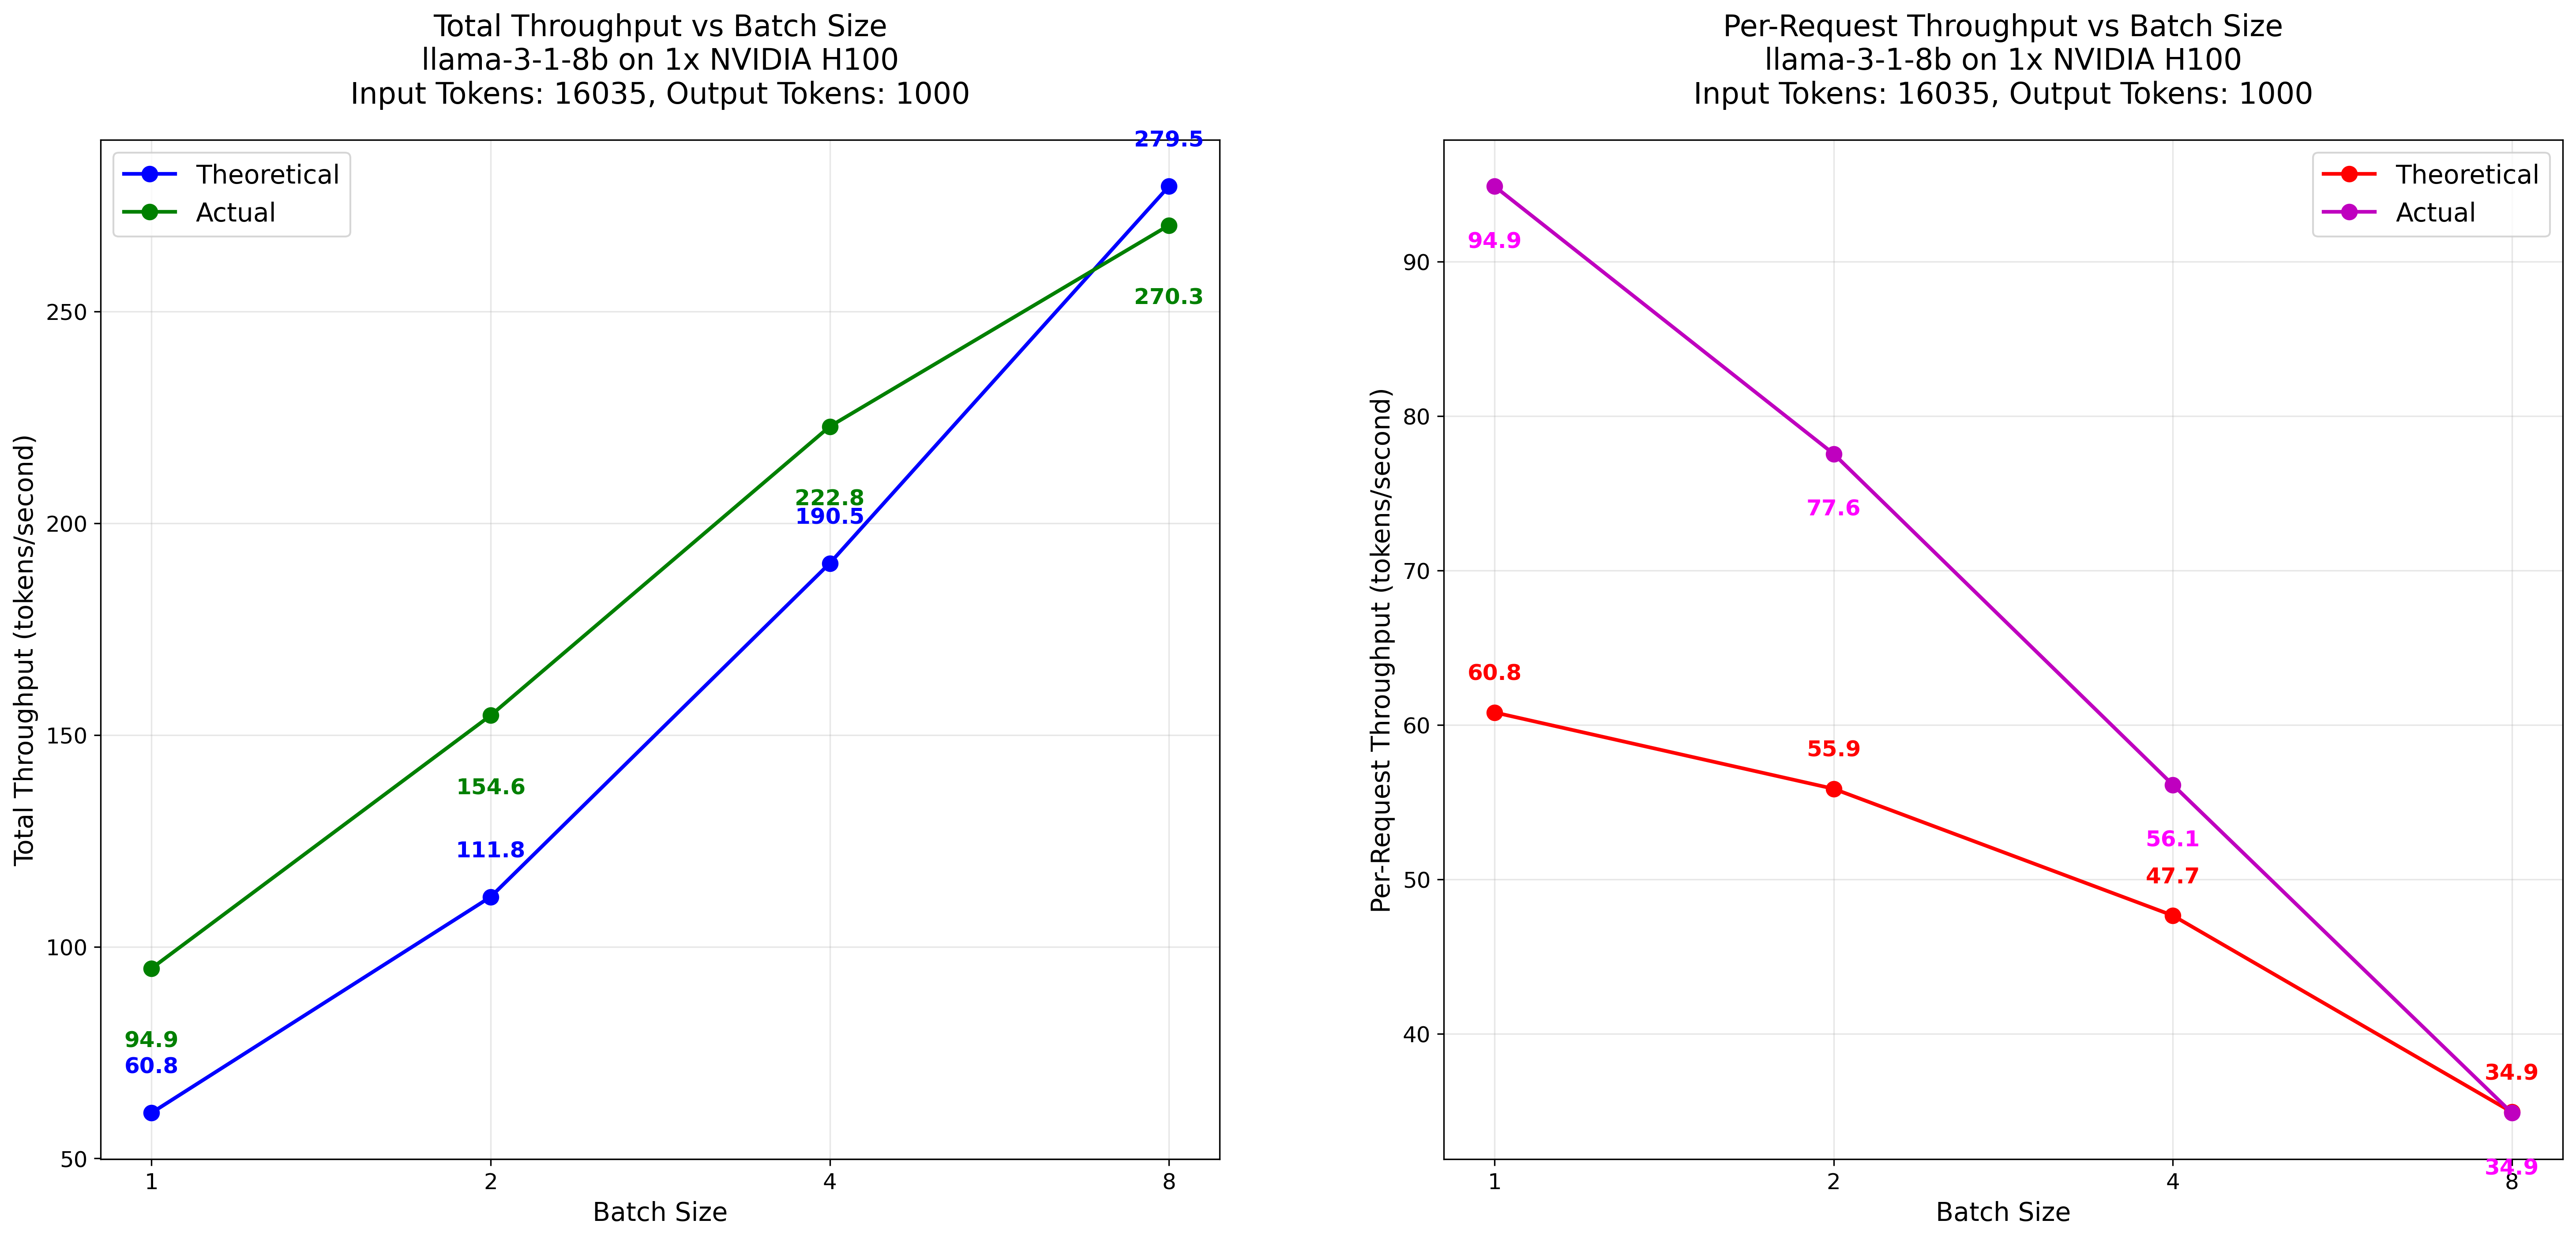 Total Throughput vs Batch Size
llama-3-1-8b on 1x NVIDIA H100
Input Tokens: 16035, Output Tokens: 1000
279.5
Theoretical
Actual
270.3
250
222.8
190.5
200
154.6
150
111.8
100
94.9
60.8
50
1
2
4
8
Total Throughput (tokens/second)
Batch Size
Per-Request Throughput vs Batch Size
llama-3-1-8b on 1x NVIDIA H100
Input Tokens: 16035, Output Tokens: 1000
Theoretical
Actual
94.9
90
80
77.6
70
60.8
60
55.9
56.1
47.7
50
40
34.9
34.9
1
2
4
8
Per-Request Throughput (tokens/second)
Batch Size